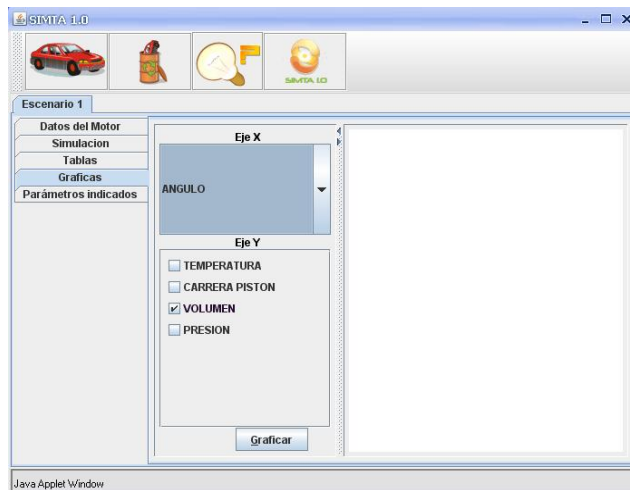 SIMTA 1.0
SIMTA 1.0
Escenario 1
Datos del Motor
Simulacion
Tablas
Graficas
Parámetros indicados
Eje X
ANGULO
Eje Y
TEMPERATURA
CARRERA PISTON
VOLUMEN
PRESION
Graficar
Java Applet Window